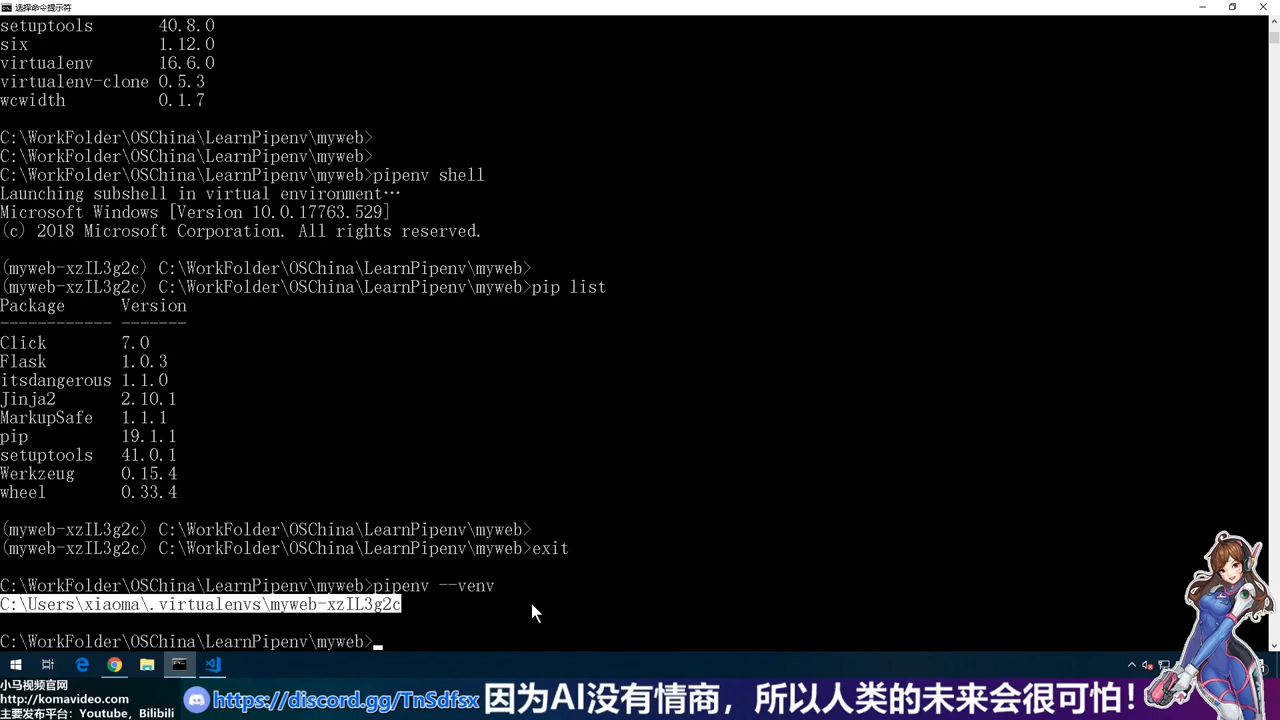 选择命令提示符
setuptools 40.8.0
six 1.12.0
virtualenv 16.6.0
virtualenv-clone 0.5.3
wcwidth 0.1.7
C:\WorkFolder\OSChina\LearnPipenv\myweb>
C:\WorkFolder\OSChina\LearnPipenv\myweb>
C:\WorkFolder\OSChina\LearnPipenv\myweb>pipenv shell
Launching subshell in virtual environment…
Microsoft Windows [Version 10.0.17763.529]
(c) 2018 Microsoft Corporation. All rights reserved.
(myweb-xzIL3g2c) C:\WorkFolder\OSChina\LearnPipenv\myweb>
(myweb-xzIL3g2c) C:\WorkFolder\OSChina\LearnPipenv\myweb>pip list
Package Version
------------ -------
Click 7.0
Flask 1.0.3
itsdangerous 1.1.0
Jinja2 2.10.1
MarkupSafe 1.1.1
pip 19.1.1
setuptools 41.0.1
Werkzeug 0.15.4
wheel 0.33.4
(myweb-xzIL3g2c) C:\WorkFolder\OSChina\LearnPipenv\myweb>
(myweb-xzIL3g2c) C:\WorkFolder\OSChina\LearnPipenv\myweb>exit
C:\WorkFolder\OSChina\LearnPipenv\myweb>pipenv --venv
C:\Users\xiaoma\.virtualenvs\myweb-xzIL3g2c
C:\WorkFolder\OSChina\LearnPipenv\myweb>
小马视频官网
http://komavideo.com
主要发布平台：Youtube, Bilibili
https://discord.gg/TnSdfsx 因为AI没有情商，所以人类的未来会很可怕！